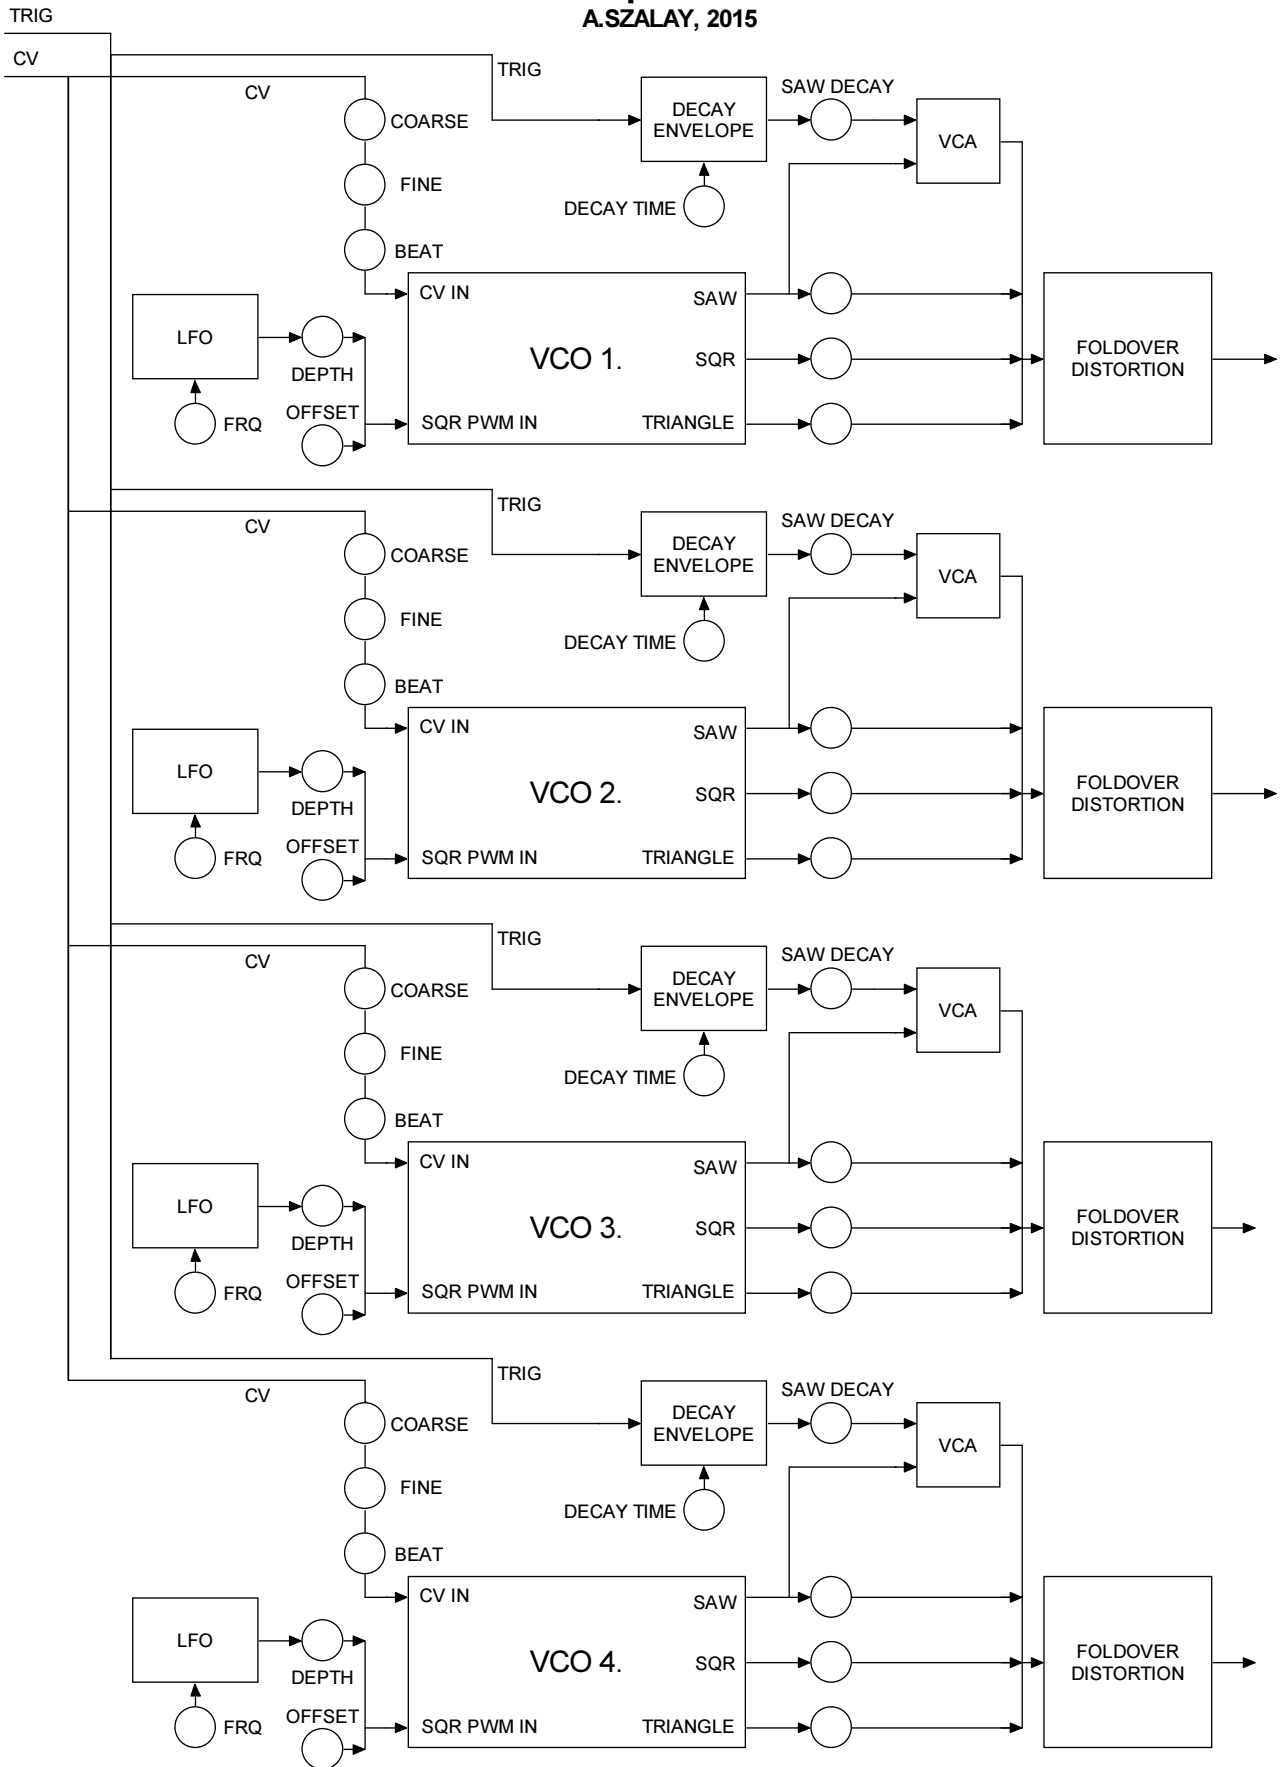 A.SZALAY, 2015
TRIG
CV
CV
COARSE
FINE
BEAT
TRIG
DECAY
ENVELOPE
DECAY TIME
SAW DECAY
VCA
LFO
FRQ
DEPTH
OFFSET
CV IN
SQR PWM IN
VCO 1.
SAW
SQR
TRIANGLE
FOLDOVER
DISTORTION
CV
COARSE
FINE
BEAT
TRIG
DECAY
ENVELOPE
DECAY TIME
SAW DECAY
VCA
LFO
FRQ
DEPTH
OFFSET
CV IN
SQR PWM IN
VCO 2.
SAW
SQR
TRIANGLE
FOLDOVER
DISTORTION
CV
COARSE
FINE
BEAT
TRIG
DECAY
ENVELOPE
DECAY TIME
SAW DECAY
VCA
LFO
FRQ
DEPTH
OFFSET
CV IN
SQR PWM IN
VCO 3.
SAW
SQR
TRIANGLE
FOLDOVER
DISTORTION
CV
COARSE
FINE
BEAT
TRIG
DECAY
ENVELOPE
DECAY TIME
SAW DECAY
VCA
LFO
FRQ
DEPTH
OFFSET
CV IN
SQR PWM IN
VCO 4.
SAW
SQR
TRIANGLE
FOLDOVER
DISTORTION